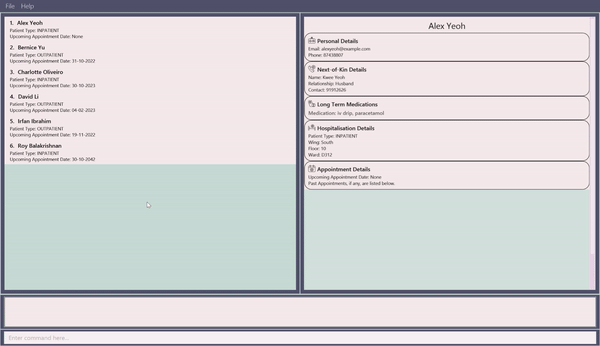 File Help
1. Alex Yeoh
Patient Type: INPATIENT
Upcoming Appointment Date: None
2. Bernice Yu
Patient Type: OUTPATIENT
Upcoming Appointment Date: 31-10-2022
3. Charlotte Oliveiro
Patient Type: INPATIENT
Upcoming Appointment Date: 30-10-2023
4. David Li
Patient Type: OUTPATIENT
Upcoming Appointment Date: 04-02-2023
5. Irfan Ibrahim
Patient Type: OUTPATIENT
Upcoming Appointment Date: 19-11-2022
6. Roy Balakrishnan
Patient Type: INPATIENT
Upcoming Appointment Date: 30-10-2042
Alex Yeoh
Personal Details
Email: alexyeoh@example.com
Phone: 87438807
Next-of-Kin Details
Name: Kwee Yeoh
Relationship: Husband
Contact: 91912626
Long Term Medications
Medication: iv drip, paracetamol
Hospitalisation Details
Patient Type: INPATIENT
Wing: South
Floor: 10
Ward: D312
Appointment Details
Upcoming Appointment Date: None
Past Appointments, if any, are listed below.
Enter command here...